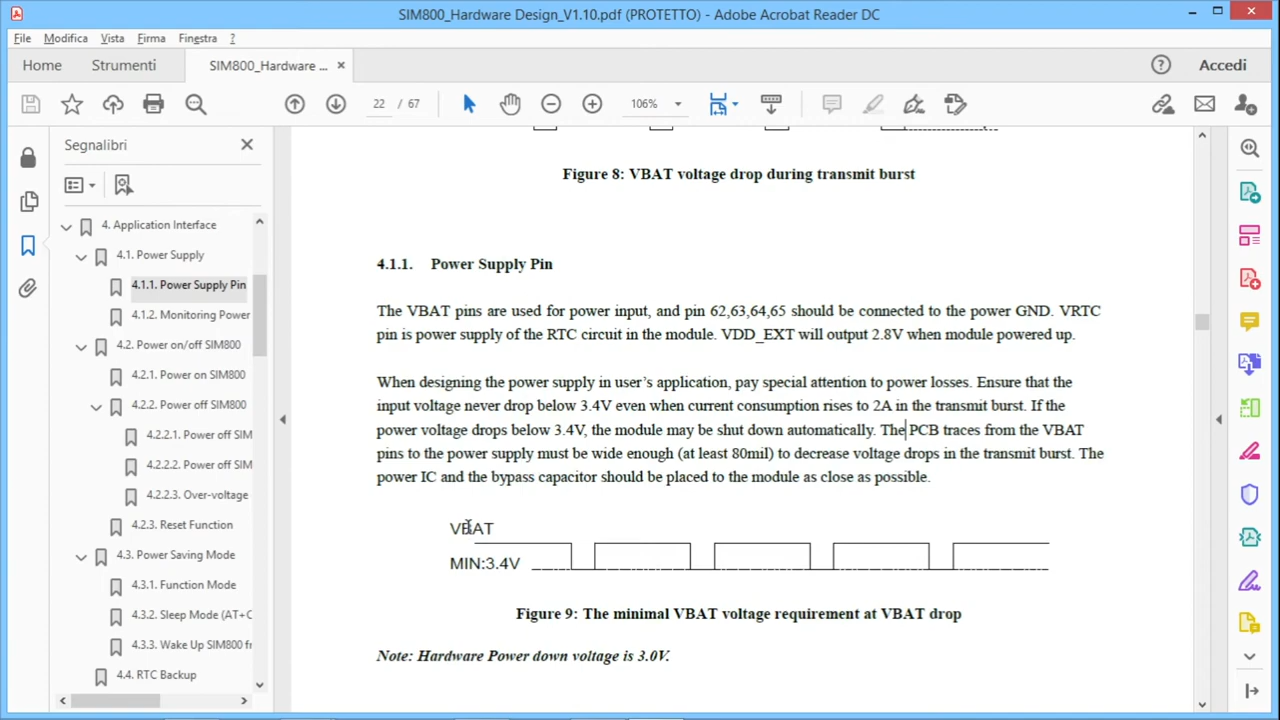 SIM800_Hardware Design_V1.10.pdf (PROTETTO) - Adobe Acrobat Reader DC
File Modifica Vista Firma Finestra ?
Home Strumenti SIM800_Hardware ... × Accedi
22 / 67 106%
Segnalibri
4. Application Interface
4.1. Power Supply
4.1.1. Power Supply Pin
4.1.2. Monitoring Power
4.2. Power on/off SIM800
4.2.1. Power on SIM800
4.2.2. Power off SIM800
4.2.2.1. Power off SIM
4.2.2.2. Power off SIM
4.2.2.3. Over-voltage
4.2.3. Reset Function
4.3. Power Saving Mode
4.3.1. Function Mode
4.3.2. Sleep Mode (AT+C
4.3.3. Wake Up SIM800 fr
4.4. RTC Backup
Figure 8: VBAT voltage drop during transmit burst
4.1.1. Power Supply Pin
The VBAT pins are used for power input, and pin 62,63,64,65 should be connected to the power GND. VRTC
pin is power supply of the RTC circuit in the module. VDD_EXT will output 2.8V when module powered up.
When designing the power supply in user's application, pay special attention to power losses. Ensure that the
input voltage never drop below 3.4V even when current consumption rises to 2A in the transmit burst. If the
power voltage drops below 3.4V, the module may be shut down automatically. The PCB traces from the VBAT
pins to the power supply must be wide enough (at least 80mil) to decrease voltage drops in the transmit burst. The
power IC and the bypass capacitor should be placed to the module as close as possible.
VBAT
MIN:3.4V
Figure 9: The minimal VBAT voltage requirement at VBAT drop
Note: Hardware Power down voltage is 3.0V.